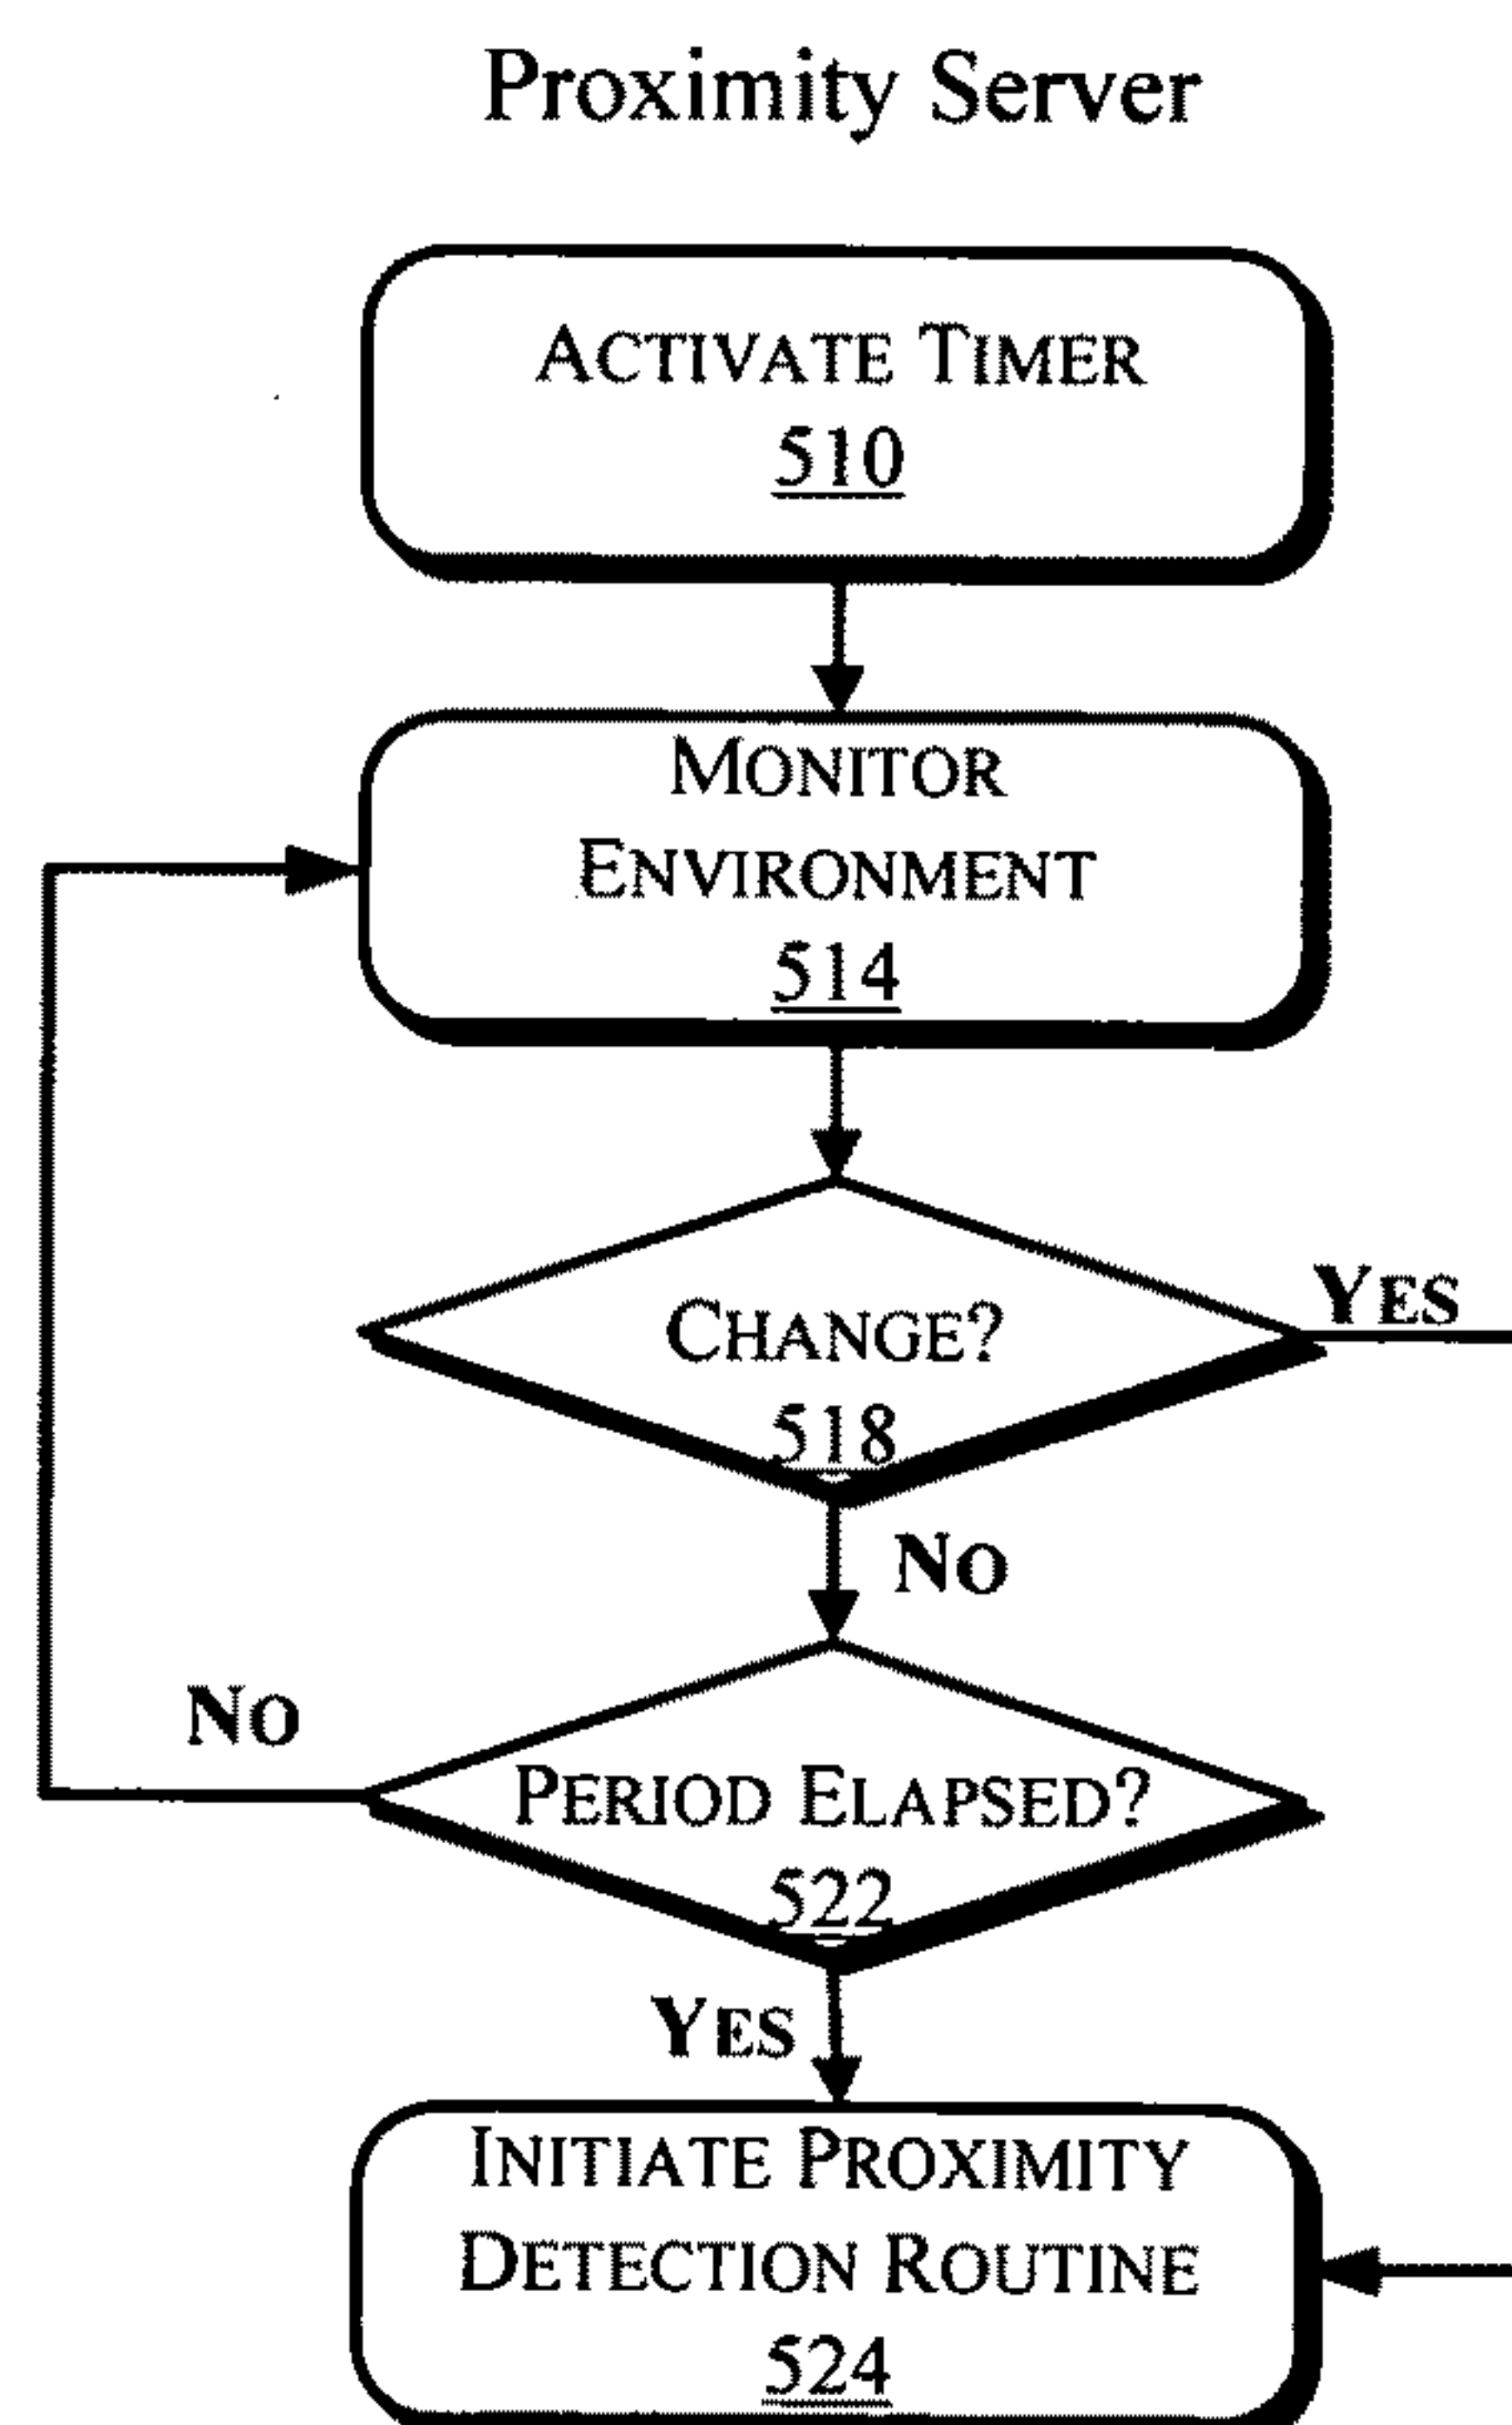 Proximity Server
ACTIVATE TIMER
510
MONITOR
ENVIRONMENT
514
CHANGE?
518
YES
NO
PERIOD ELAPSED?
522
NO
YES
INITIATE PROXIMITY
DETECTION ROUTINE
524